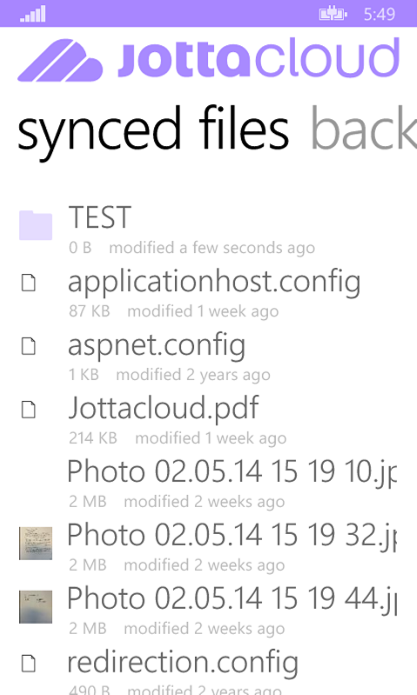 5:49
Jottacloud
synced files back
TEST
0 B modified a few seconds ago
applicationhost.config
87 KB modified 1 week ago
aspnet.config
1 KB modified 2 years ago
Jottacloud.pdf
214 KB modified 1 week ago
Photo 02.05.14 15 19 10.jp
2 MB modified 2 weeks ago
Photo 02.05.14 15 19 32.j
2 MB modified 2 weeks ago
Photo 02.05.14 15 19 44.j
2 MB modified 2 weeks ago
redirection.config
490 B modified 2 years ago